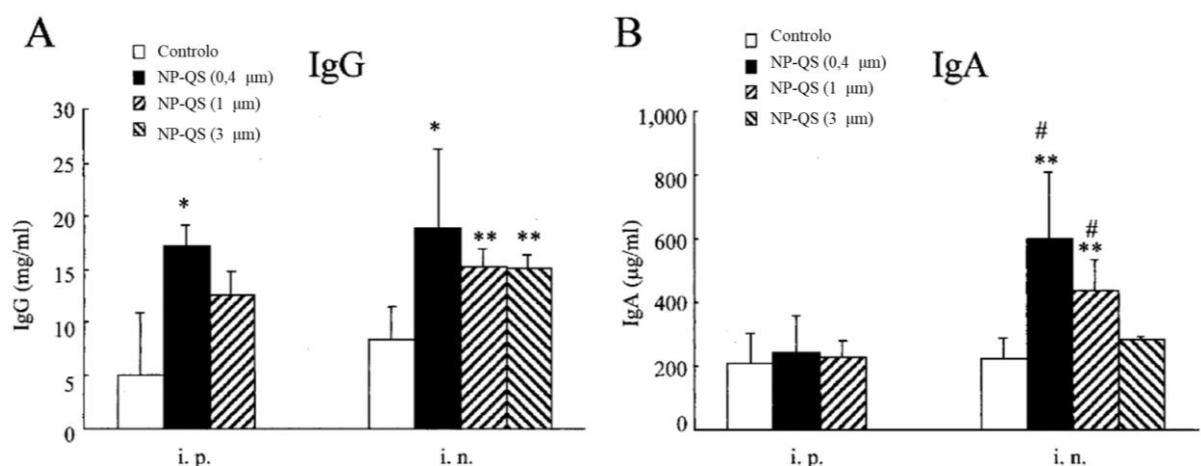 A
IgG
Controlo
NP-QS (0,4 μm)
NP-QS (1 μm)
NP-QS (3 μm)
30
25
20
15
10
5
0
IgG (mg/ml)
*
*
**
**
i. p.
i. n.
B
IgA
Controlo
NP-QS (0,4 μm)
NP-QS (1 μm)
NP-QS (3 μm)
1,000
800
600
400
200
0
IgA (μg/ml)
#
**
#
**
i. p.
i. n.